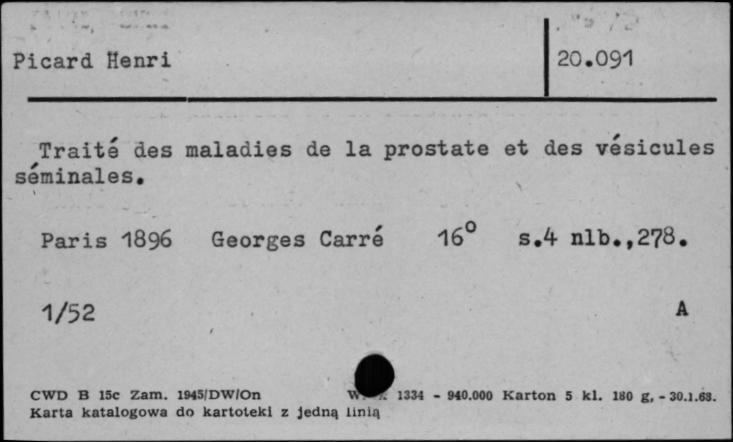 Picard Henri 20.091
Traité des maladies de la prostate et des vésicules
séminales.
Paris 1896 Georges Carré 16° s.4 nlb.,278.
1/52 A
CWD B 15c Zam. 1945/DW/On 1334 - 940.000 Karton 5 kl. 180 g. - 30.1.68.
Karta katalogowa do kartoteki z jedną linią